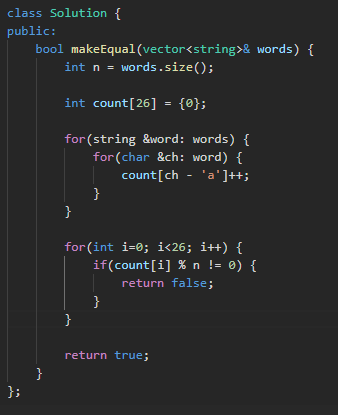 class Solution {
public:
    bool makeEqual(vector<string>& words) {
        int n = words.size();

        int count[26] = {0};

        for(string &word: words) {
            for(char &ch: word) {
                count[ch - 'a']++;
            }
        }

        for(int i=0; i<26; i++) {
            if(count[i] % n != 0) {
                return false;
            }
        }

        return true;
    }
};